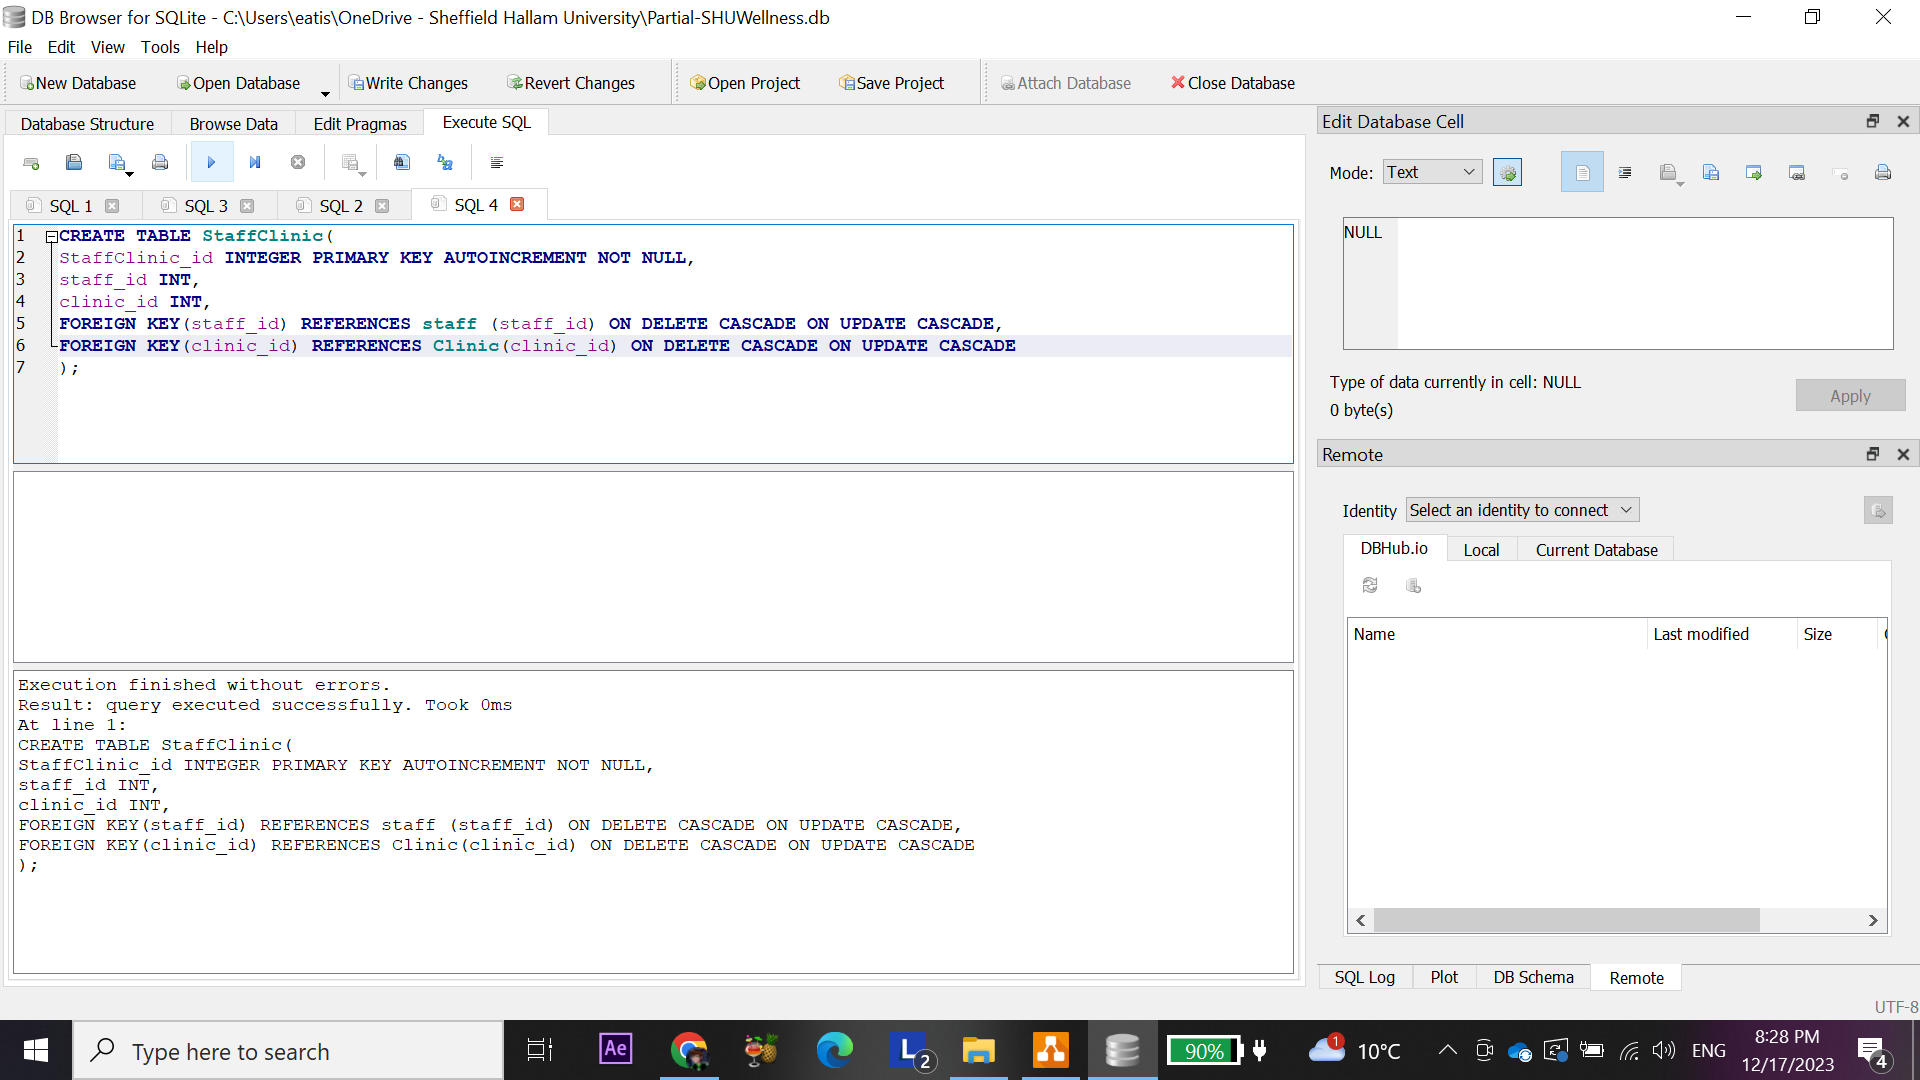 DB Browser for SQLite - C:\Users\eatis\OneDrive - Sheffield Hallam University\Partial-SHUWellness.db
File Edit View Tools Help
New Database Open Database Write Changes Revert Changes Open Project Save Project Attach Database Close Database
Database Structure Browse Data Edit Pragmas Execute SQL
SQL 1 SQL 3 SQL 2 SQL 4
1 CREATE TABLE StaffClinic(
2 StaffClinic_id INTEGER PRIMARY KEY AUTOINCREMENT NOT NULL,
3 staff_id INT,
4 clinic_id INT,
5 FOREIGN KEY(staff_id) REFERENCES staff (staff_id) ON DELETE CASCADE ON UPDATE CASCADE,
6 FOREIGN KEY(clinic_id) REFERENCES Clinic(clinic_id) ON DELETE CASCADE ON UPDATE CASCADE
7 );
Execution finished without errors.
Result: query executed successfully. Took 0ms
At line 1:
CREATE TABLE StaffClinic(
StaffClinic_id INTEGER PRIMARY KEY AUTOINCREMENT NOT NULL,
staff_id INT,
clinic_id INT,
FOREIGN KEY(staff_id) REFERENCES staff (staff_id) ON DELETE CASCADE ON UPDATE CASCADE,
FOREIGN KEY(clinic_id) REFERENCES Clinic(clinic_id) ON DELETE CASCADE ON UPDATE CASCADE
);
Edit Database Cell
Mode: Text
NULL
Type of data currently in cell: NULL
0 byte(s)
Apply
Remote
Identity Select an identity to connect
DBHub.io Local Current Database
Name Last modified Size
SQL Log Plot DB Schema Remote
UTF-8
Type here to search
Ae
L 2
90%
1
10°C
ENG
8:28 PM
12/17/2023
4